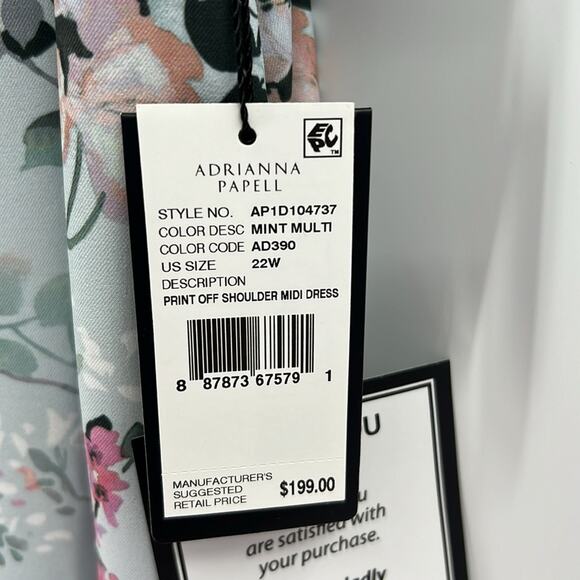 EPC™
ADRIANNA
PAPELL
STYLE NO. AP1D104737
COLOR DESC MINT MULTI
COLOR CODE AD390
US SIZE 22W
DESCRIPTION
PRINT OFF SHOULDER MIDI DRESS
8 87873 67579 1
MANUFACTURER'S
SUGGESTED
RETAIL PRICE
$199.00
U
are satisfied with
your purchase.